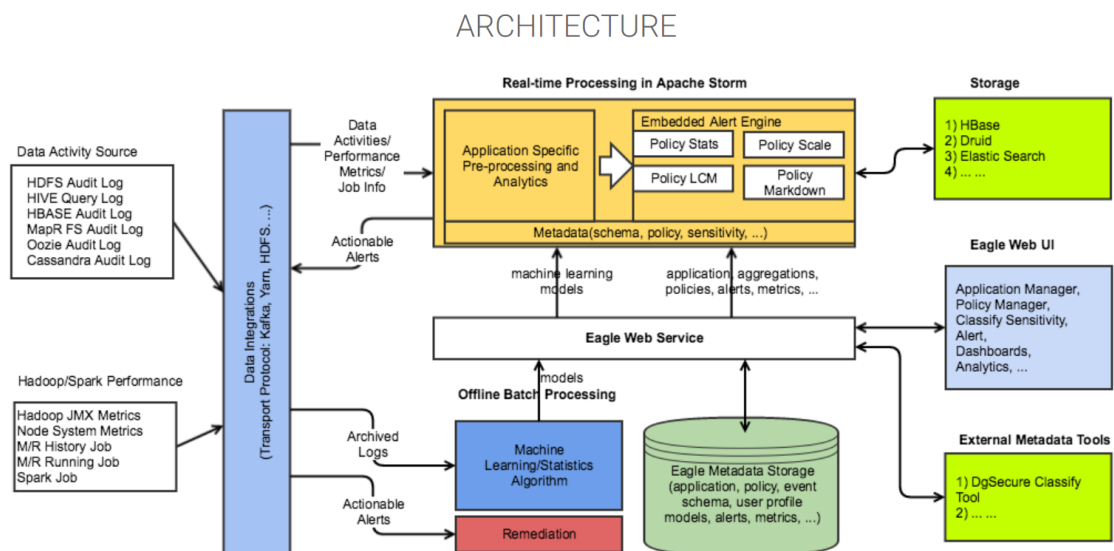 ARCHITECTURE
Real-time Processing in Apache Storm
Storage
Data Activity Source
HDFS Audit Log
HIVE Query Log
HBASE Audit Log
MapR FS Audit Log
Oozie Audit Log
Cassandra Audit Log
Hadoop/Spark Performance
Hadoop JMX Metrics
Node System Metrics
M/R History Job
M/R Running Job
Spark Job
Data Integrations
(Transport Protocol: Kafka, Yarn, HDFS. ...)
Data
Activities/
Performance
Metrics/
Job Info
Actionable
Alerts
Archived
Logs
Actionable
Alerts
Application Specific
Pre-processing and
Analytics
Embedded Alert Engine
Policy Stats
Policy Scale
Policy LCM
Policy
Markdown
Metadata(schema, policy, sensitivity, ...)
machine learning
models
application, aggregations,
policies, alerts, metrics, ...
Eagle Web Service
models
Offline Batch Processing
Machine
Learning/Statistics
Algorithm
Remediation
Eagle Metadata Storage
(application, policy, event
schema, user profile
models, alerts, metrics, ...)
1) HBase
2) Druid
3) Elastic Search
4) ... ...
Eagle Web UI
Application Manager,
Policy Manager,
Classify Sensitivity,
Alert,
Dashboards,
Analytics, ...
External Metadata Tools
1) DgSecure Classify
Tool
2) ... ...